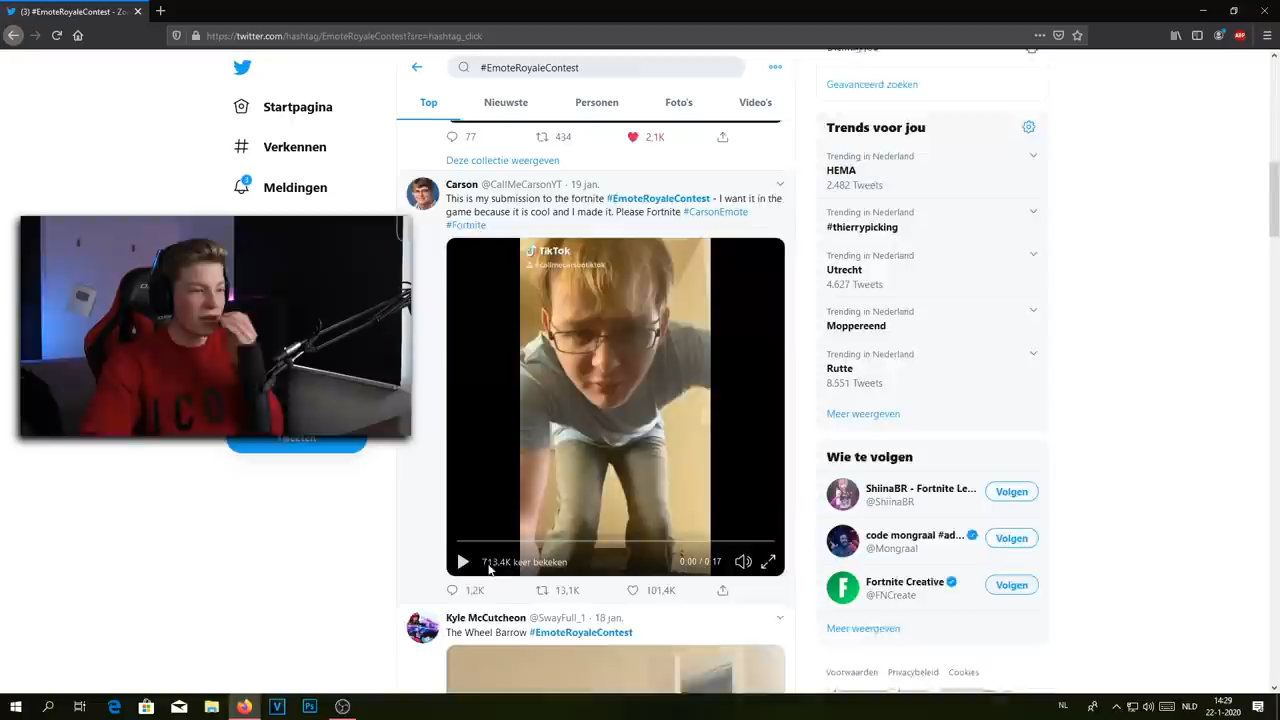 (3) #EmoteRoyaleContest - Zoe
https://twitter.com/hashtag/EmoteRoyaleContest?src=hashtag_click
ABP
#EmoteRoyaleContest
Top
Nieuwste
Personen
Foto's
Video's
Startpagina
Verkennen
3
Meldingen
77
434
2,1K
Deze collectie weergeven
Carson @CallMeCarsonYT · 19 jan.
This is my submission to the fortnite #EmoteRoyaleContest - I want it in the
game because it is cool and I made it. Please Fortnite #CarsonEmote
#Fortnite
TikTok
@callmecarsontiktok
713,4K keer bekeken
0:00 / 0:17
1,2K
13,1K
101,4K
Kyle McCutcheon @SwayFull_1 · 18 jan.
The Wheel Barrow #EmoteRoyaleContest
Geavanceerd zoeken
Trends voor jou
Trending in Nederland
HEMA
2.482 Tweets
Trending in Nederland
#thierrypicking
Trending in Nederland
Utrecht
4.627 Tweets
Trending in Nederland
Moppereend
Trending in Nederland
Rutte
8.551 Tweets
Meer weergeven
Wie te volgen
ShiinaBR - Fortnite Le...
@ShiinaBR
Volgen
code mongraal #ad...
@Mongraal
Volgen
Fortnite Creative
@FNCreate
Volgen
Meer weergeven
Voorwaarden
Privacybeleid
Cookies
NL
NLD
14:29
22-1-2020